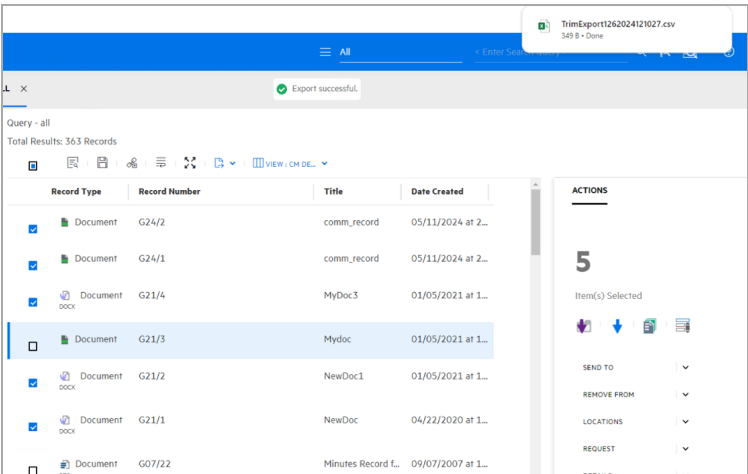 TrimExport1262024121027.csv
349 B • Done
All
< Enter Search Query
LL ×
Export successful.
Query - all
Total Results: 363 Records
VIEW : CM DE...
Record Type Record Number Title Date Created
ACTIONS
Document G24/2 comm_record 05/11/2024 at 2...
Document G24/1 comm_record 05/11/2024 at 2...
5
Item(s) Selected
Document G21/4 MyDoc3 01/05/2021 at 1...
DOCX
Document G21/3 Mydoc 01/05/2021 at 1...
SEND TO
Document G21/2 NewDoc1 01/05/2021 at 1...
DOCX
REMOVE FROM
Document G21/1 NewDoc 04/22/2020 at 1...
DOCX
LOCATIONS
REQUEST
Document G07/22 Minutes Record f... 09/07/2007 at 1...